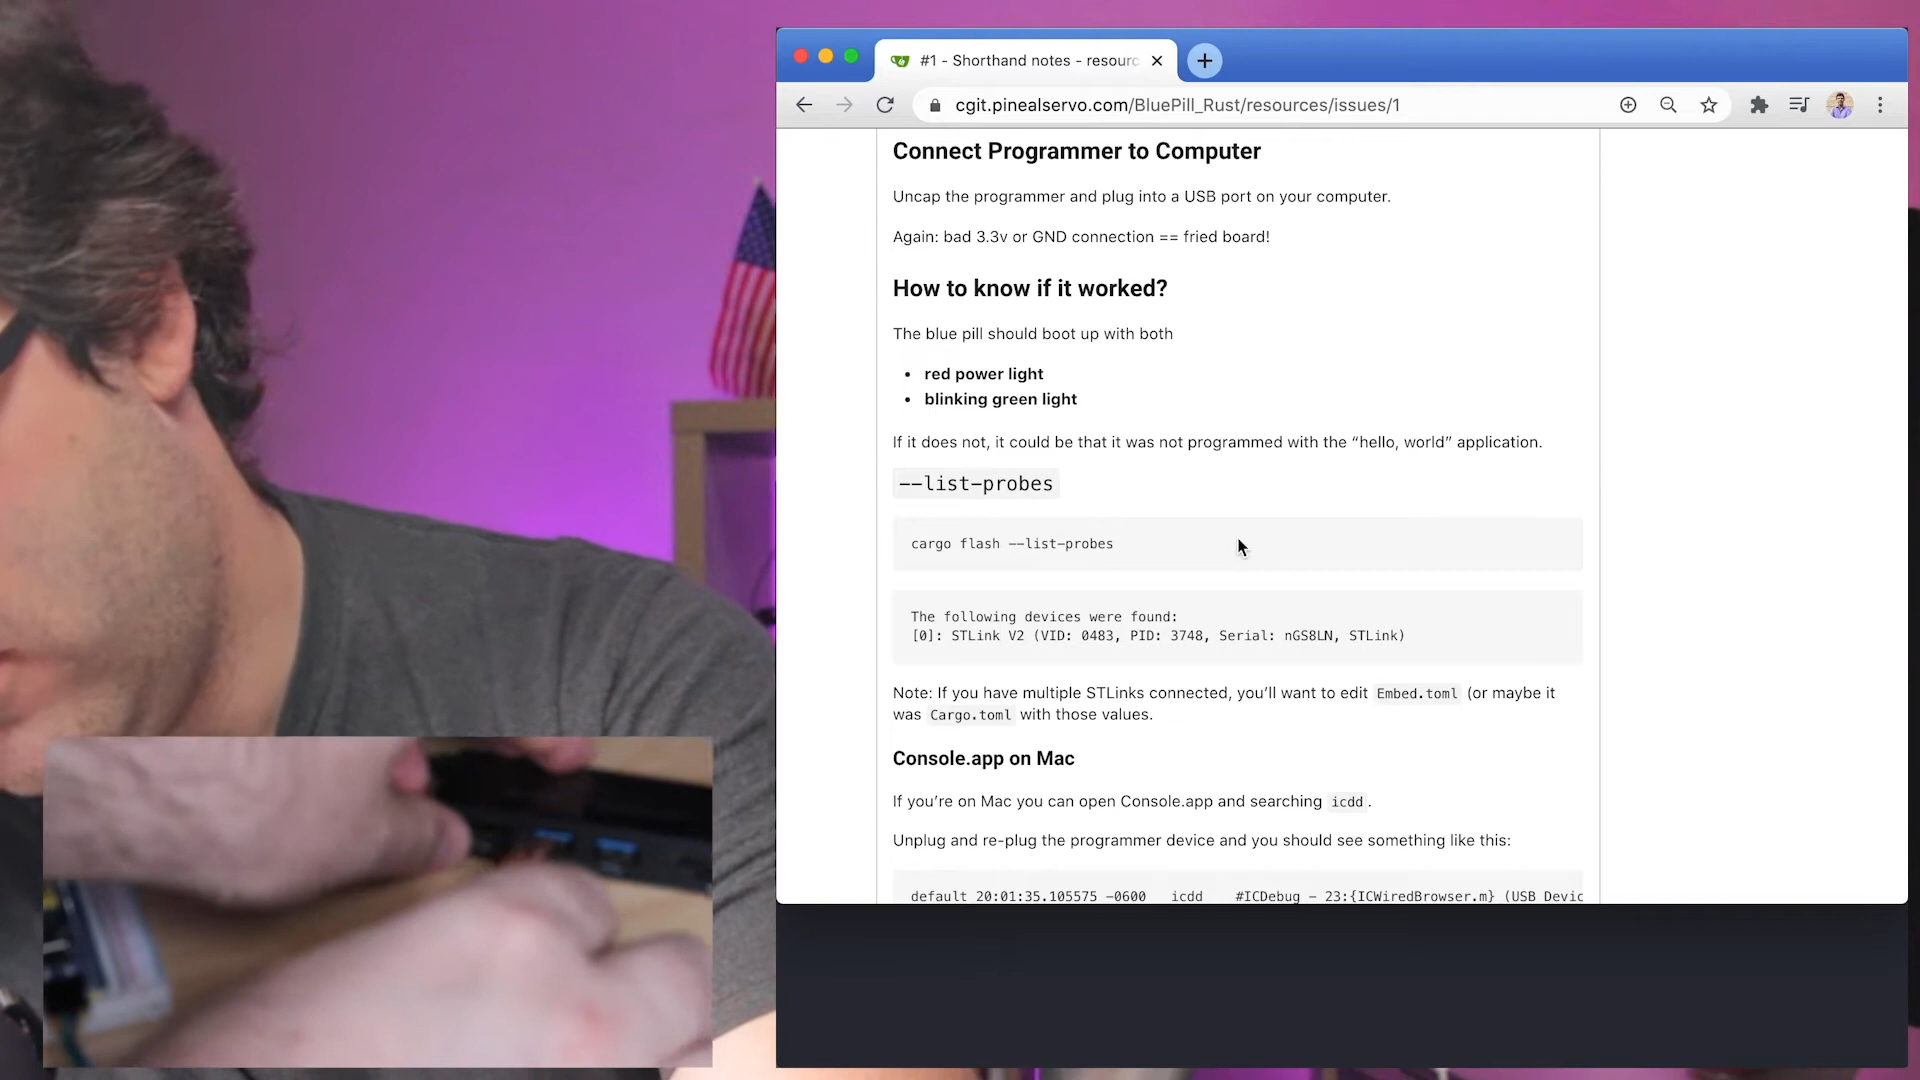 #1 - Shorthand notes - resourc
cgit.pinealservo.com/BluePill_Rust/resources/issues/1
Connect Programmer to Computer
Uncap the programmer and plug into a USB port on your computer.
Again: bad 3.3v or GND connection == fried board!
How to know if it worked?
The blue pill should boot up with both
• red power light
• blinking green light
If it does not, it could be that it was not programmed with the “hello, world” application.
--list-probes
cargo flash --list-probes
The following devices were found:
[0]: STLink V2 (VID: 0483, PID: 3748, Serial: nGS8LN, STLink)
Note: If you have multiple STLinks connected, you’ll want to edit Embed.toml (or maybe it
was Cargo.toml with those values.
Console.app on Mac
If you’re on Mac you can open Console.app and searching icdd .
Unplug and re-plug the programmer device and you should see something like this:
default 20:01:35.105575 -0600 icdd #ICDebug - 23:{ICWiredBrowser.m} (USB Devic